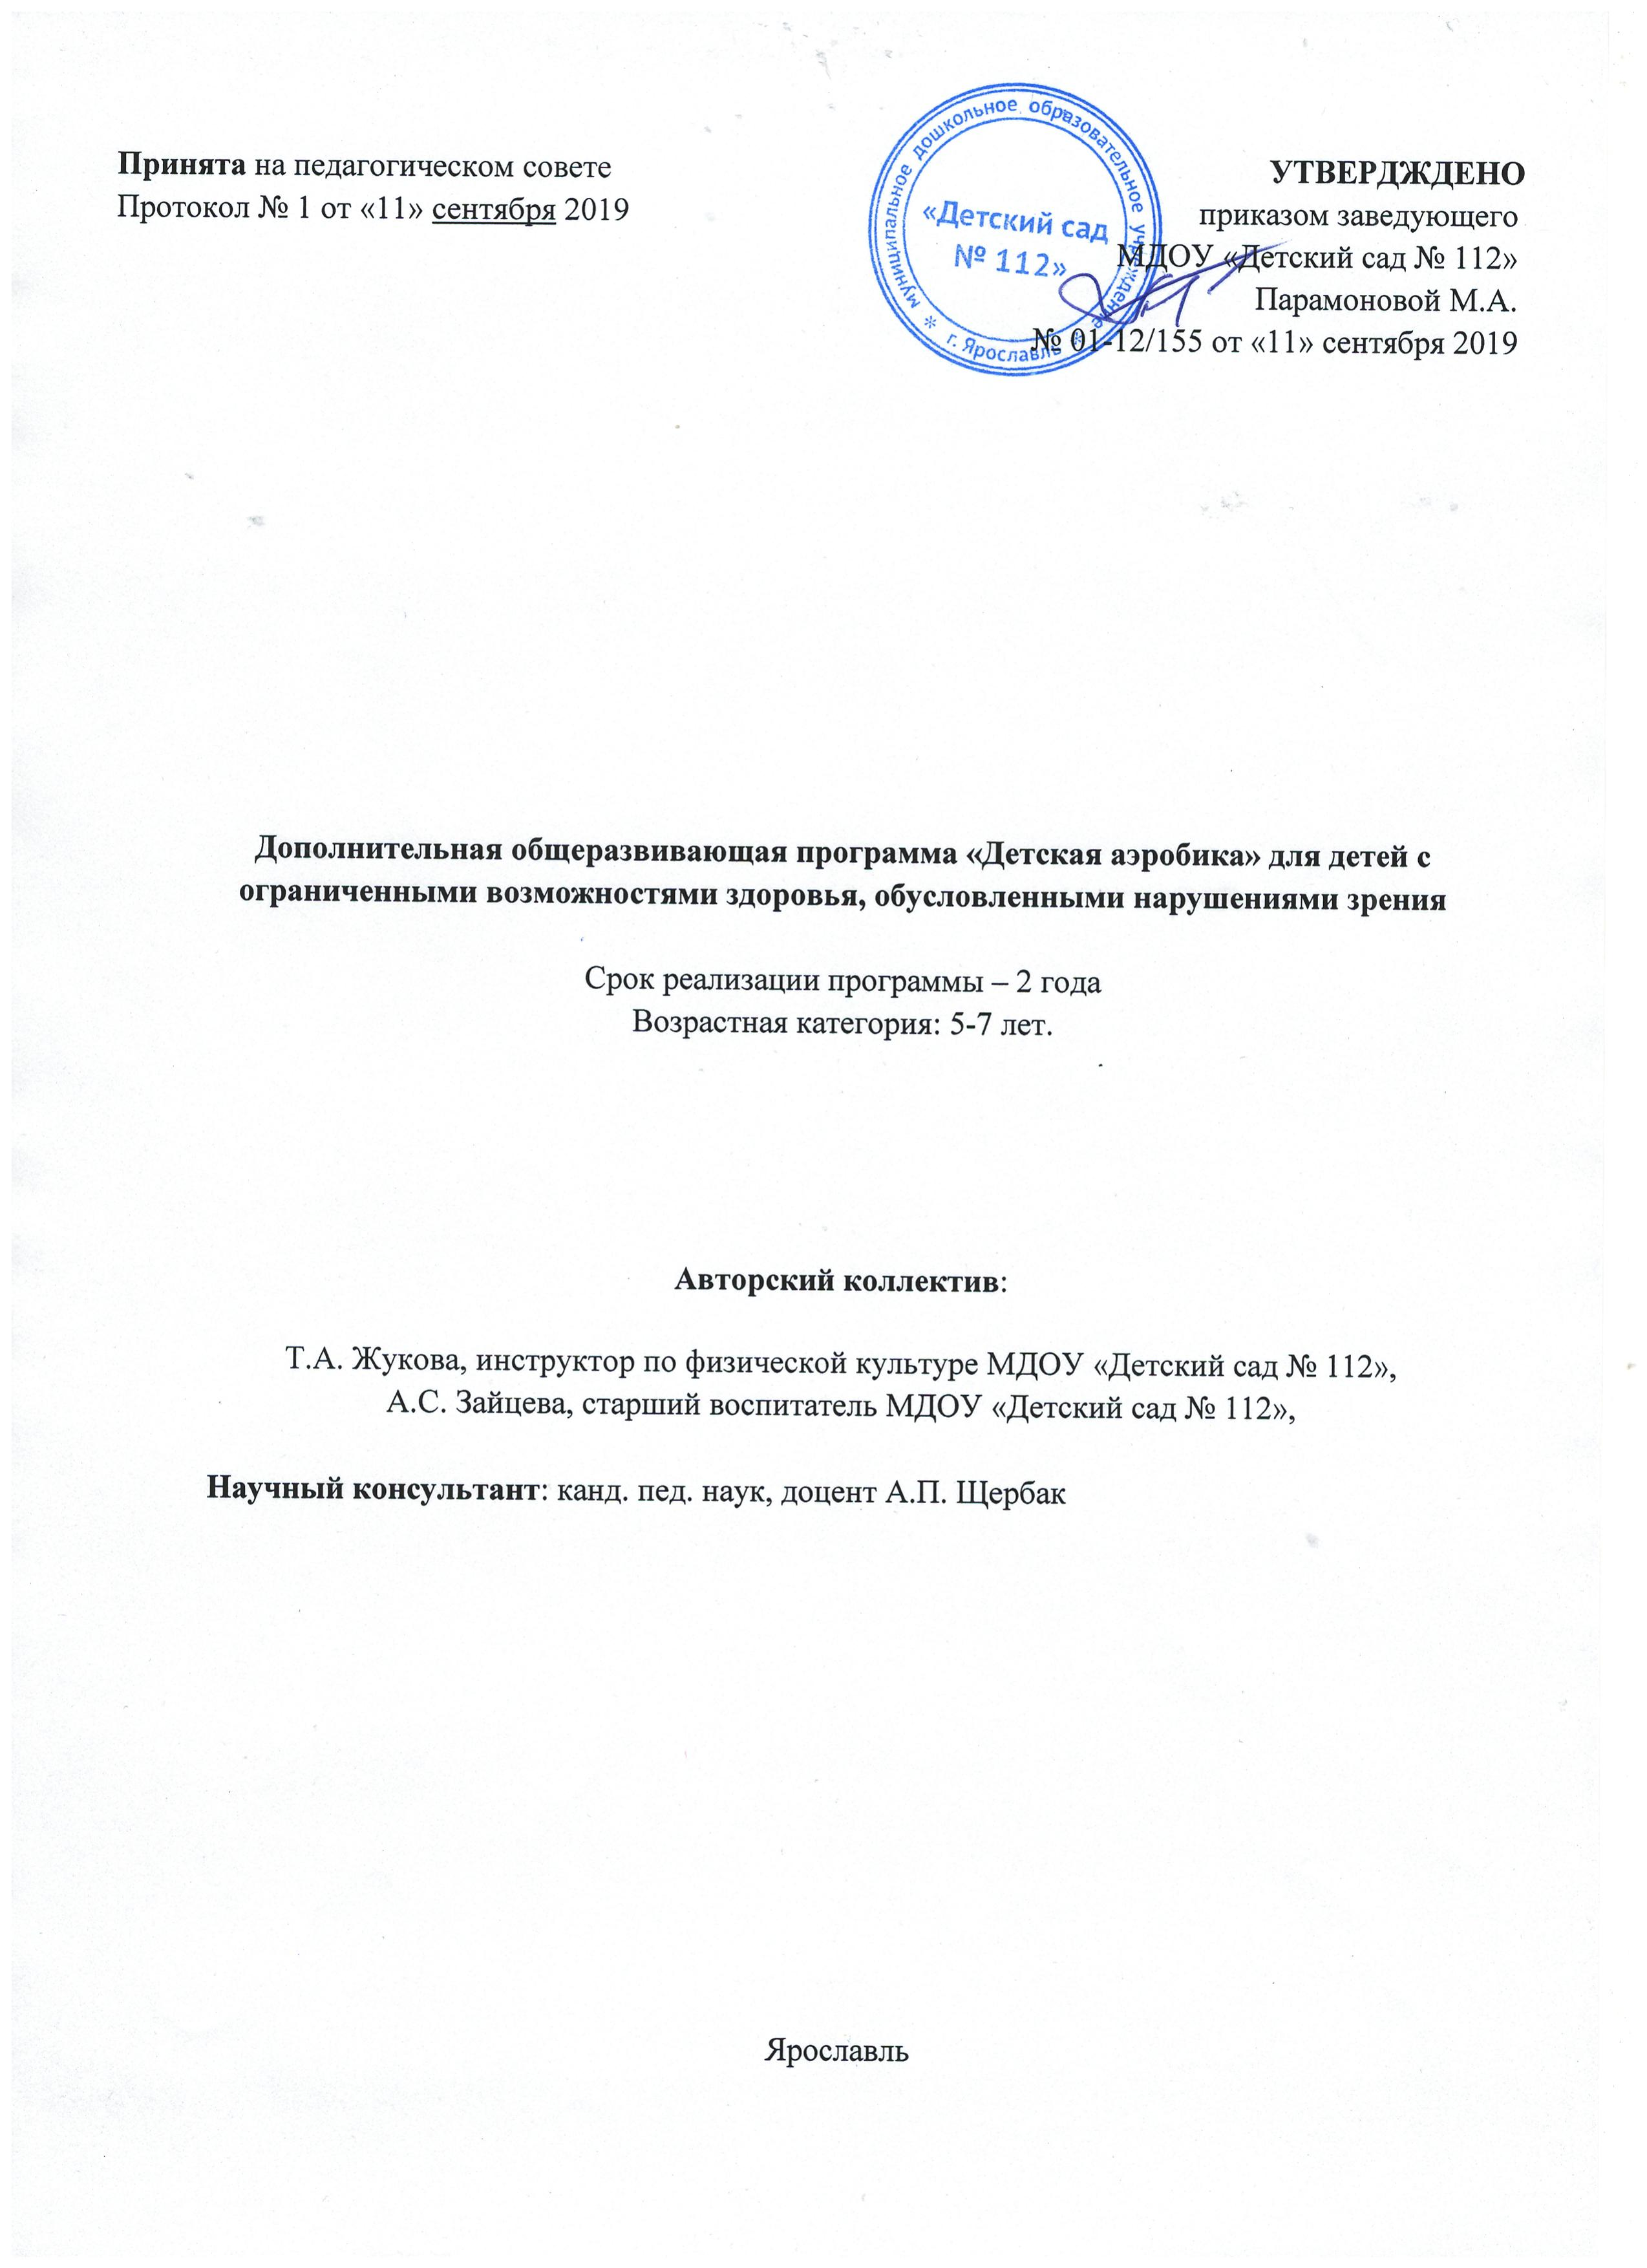 Принята на педагогическом совете
Протокол № 1 от «11» сентября 2019
муниципальное дошкольное образовательное учреждение
г. Ярославль
«Детский сад
№ 112»
УТВЕРДЖДЕНО
приказом заведующего
МДОУ «Детский сад № 112»
Парамоновой М.А.
№ 01-12/155 от «11» сентября 2019
Дополнительная общеразвивающая программа «Детская аэробика» для детей с
ограниченными возможностями здоровья, обусловленными нарушениями зрения
Срок реализации программы – 2 года
Возрастная категория: 5-7 лет.
Авторский коллектив:
Т.А. Жукова, инструктор по физической культуре МДОУ «Детский сад № 112»,
А.С. Зайцева, старший воспитатель МДОУ «Детский сад № 112»,
Научный консультант: канд. пед. наук, доцент А.П. Щербак
Ярославль